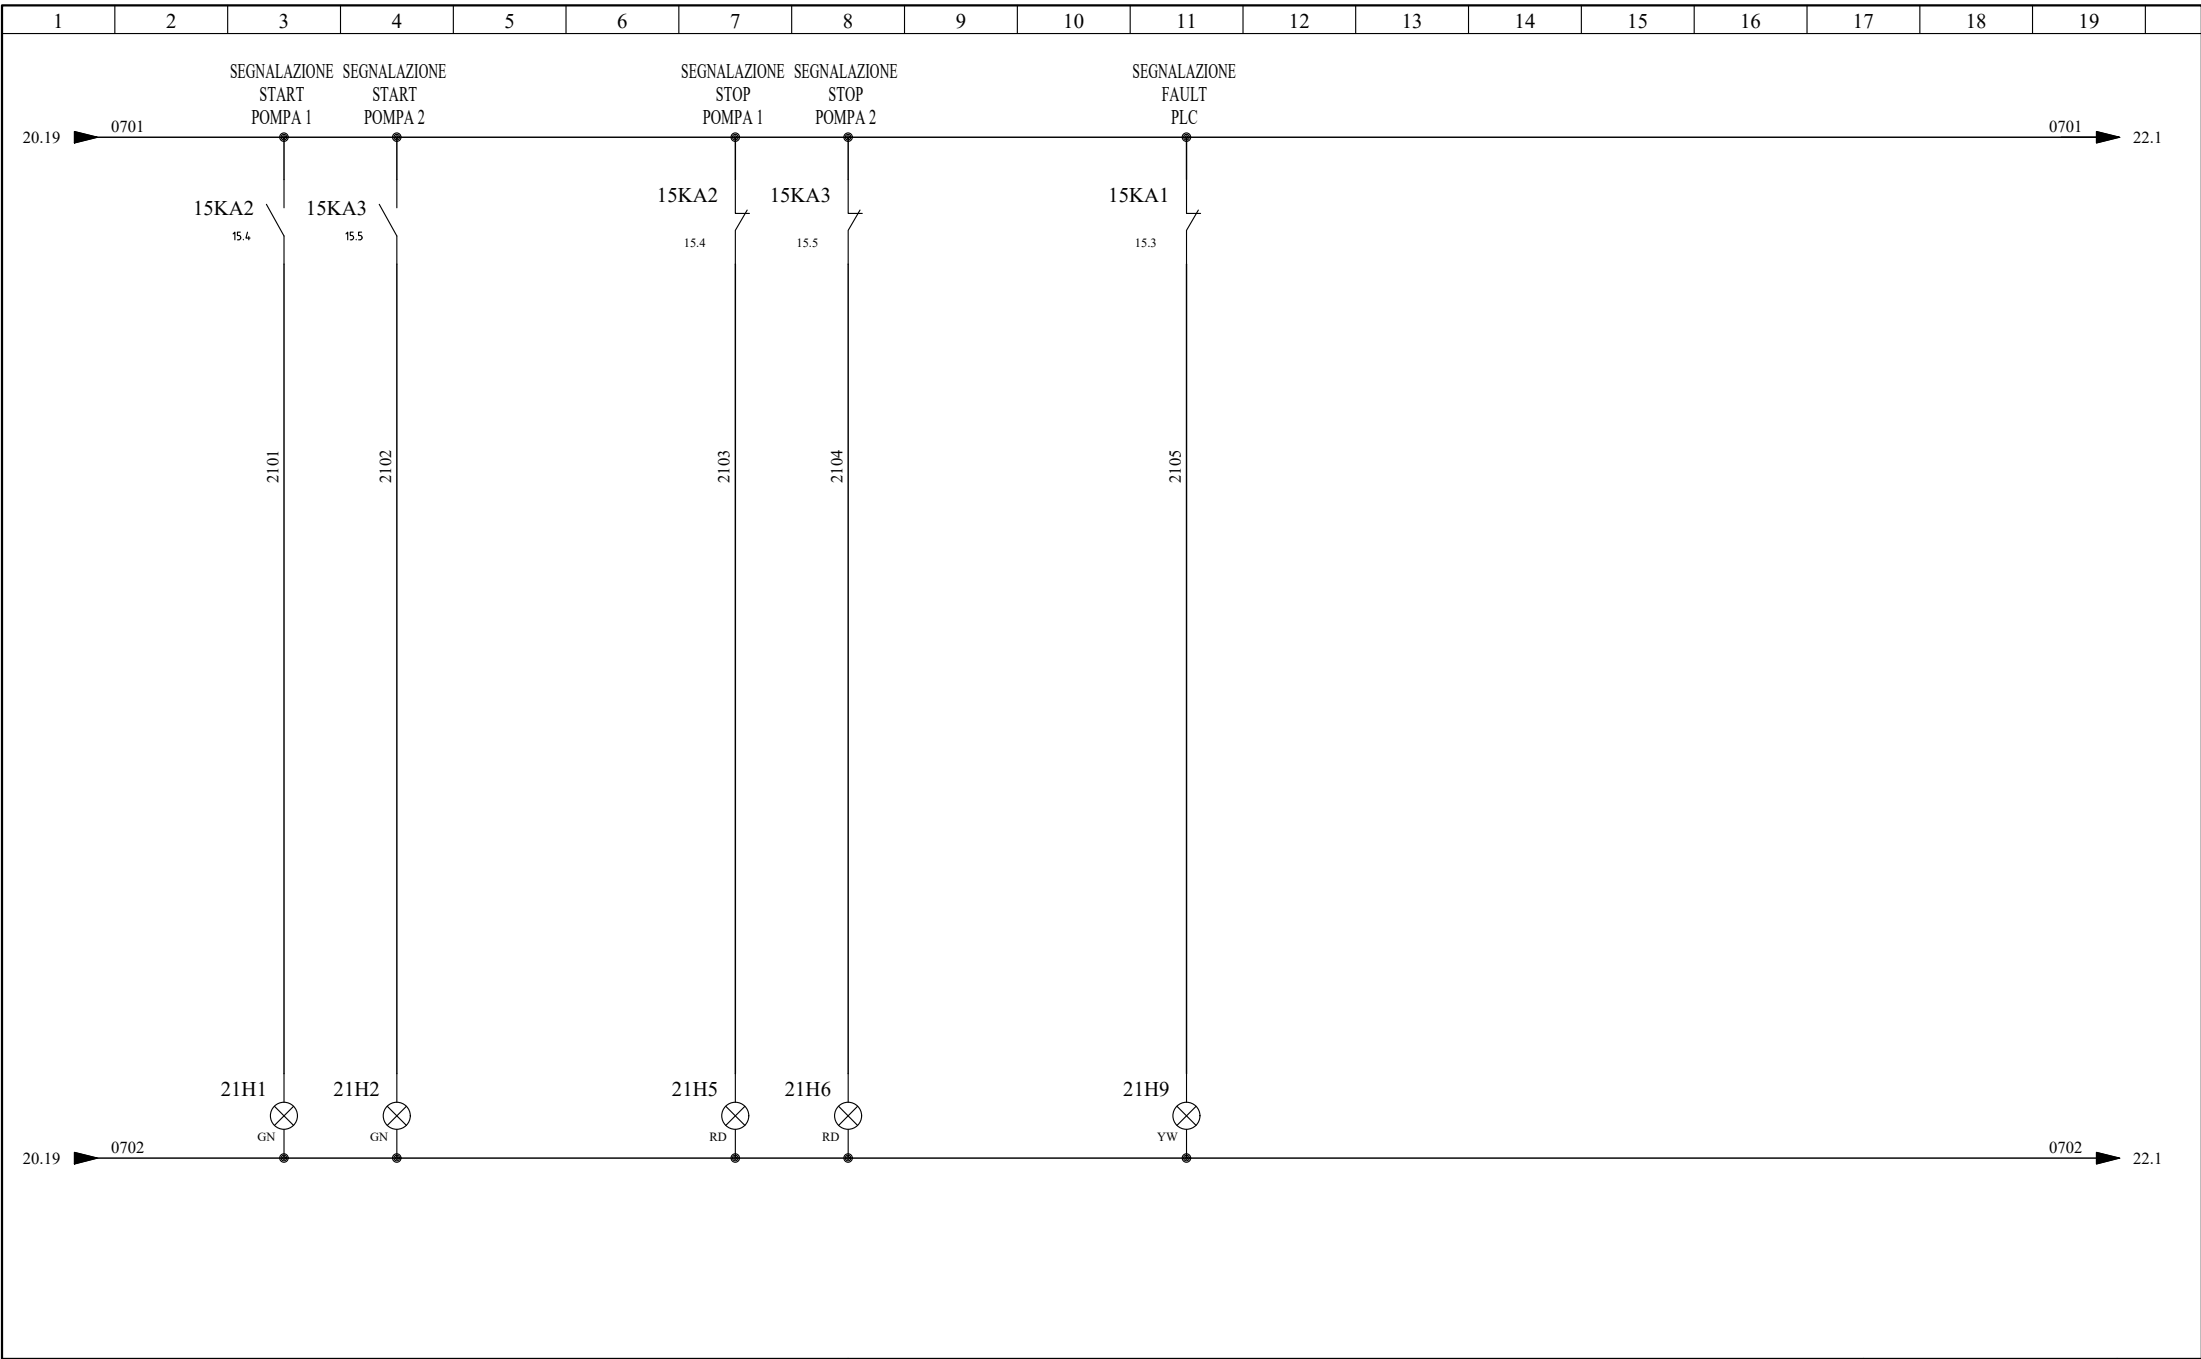 1 2 3 4 5 6 7 8 9 10 11 12 13 14 15 16 17 18 19
SEGNALAZIONE SEGNALAZIONE SEGNALAZIONE SEGNALAZIONE SEGNALAZIONE
START START STOP STOP FAULT
POMPA 1 POMPA 2 POMPA 1 POMPA 2 PLC
20.19 0701 0701 22.1
15KA2 15KA3 15KA2 15KA3 15KA1
15.4 15.5 15.4 15.5 15.3
2101 2102 2103 2104 2105
21H1 21H2 21H5 21H6 21H9
GN GN RD RD YW
20.19 0702 0702 22.1